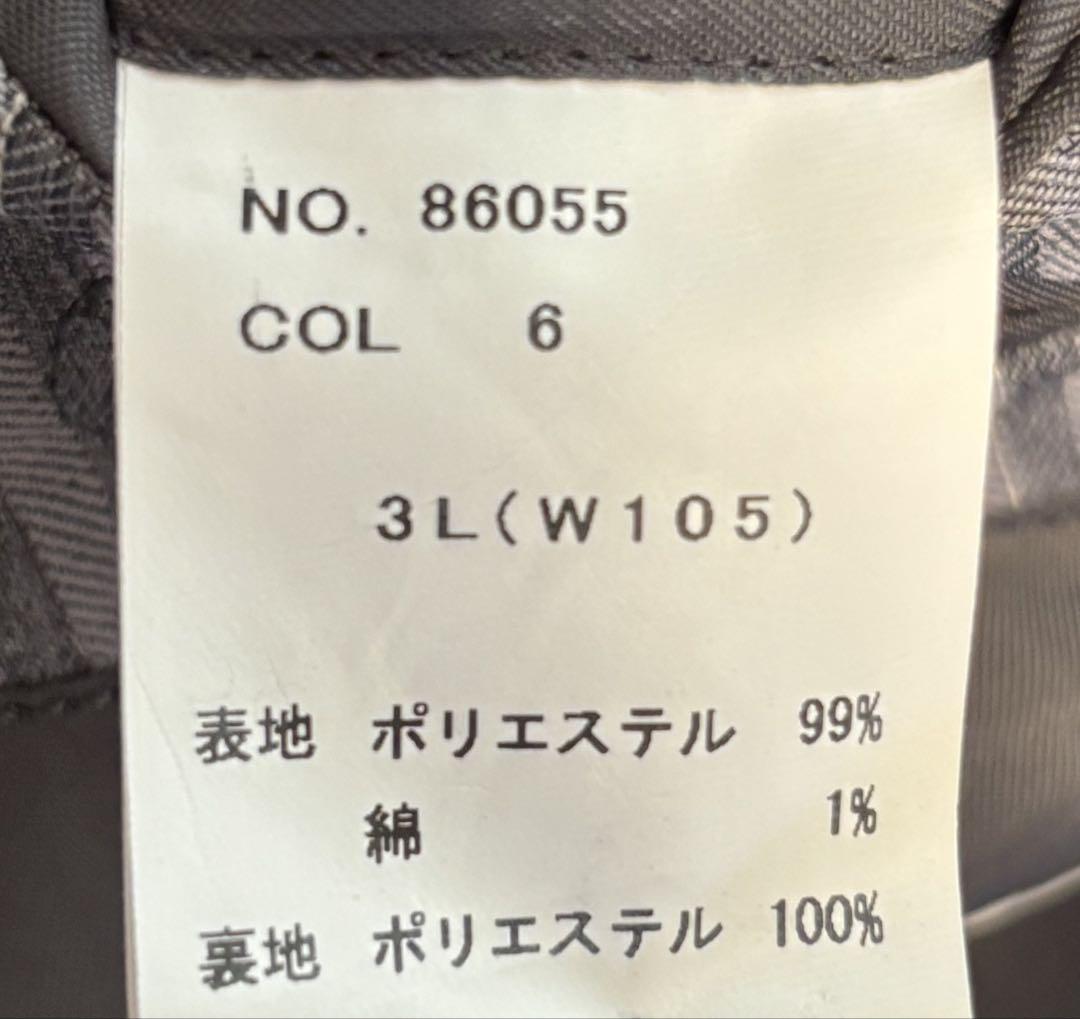 NO. 86055
COL 6
3L(W105)
表地 ポリエステル 99%
綿 1%
裏地 ポリエステル 100%